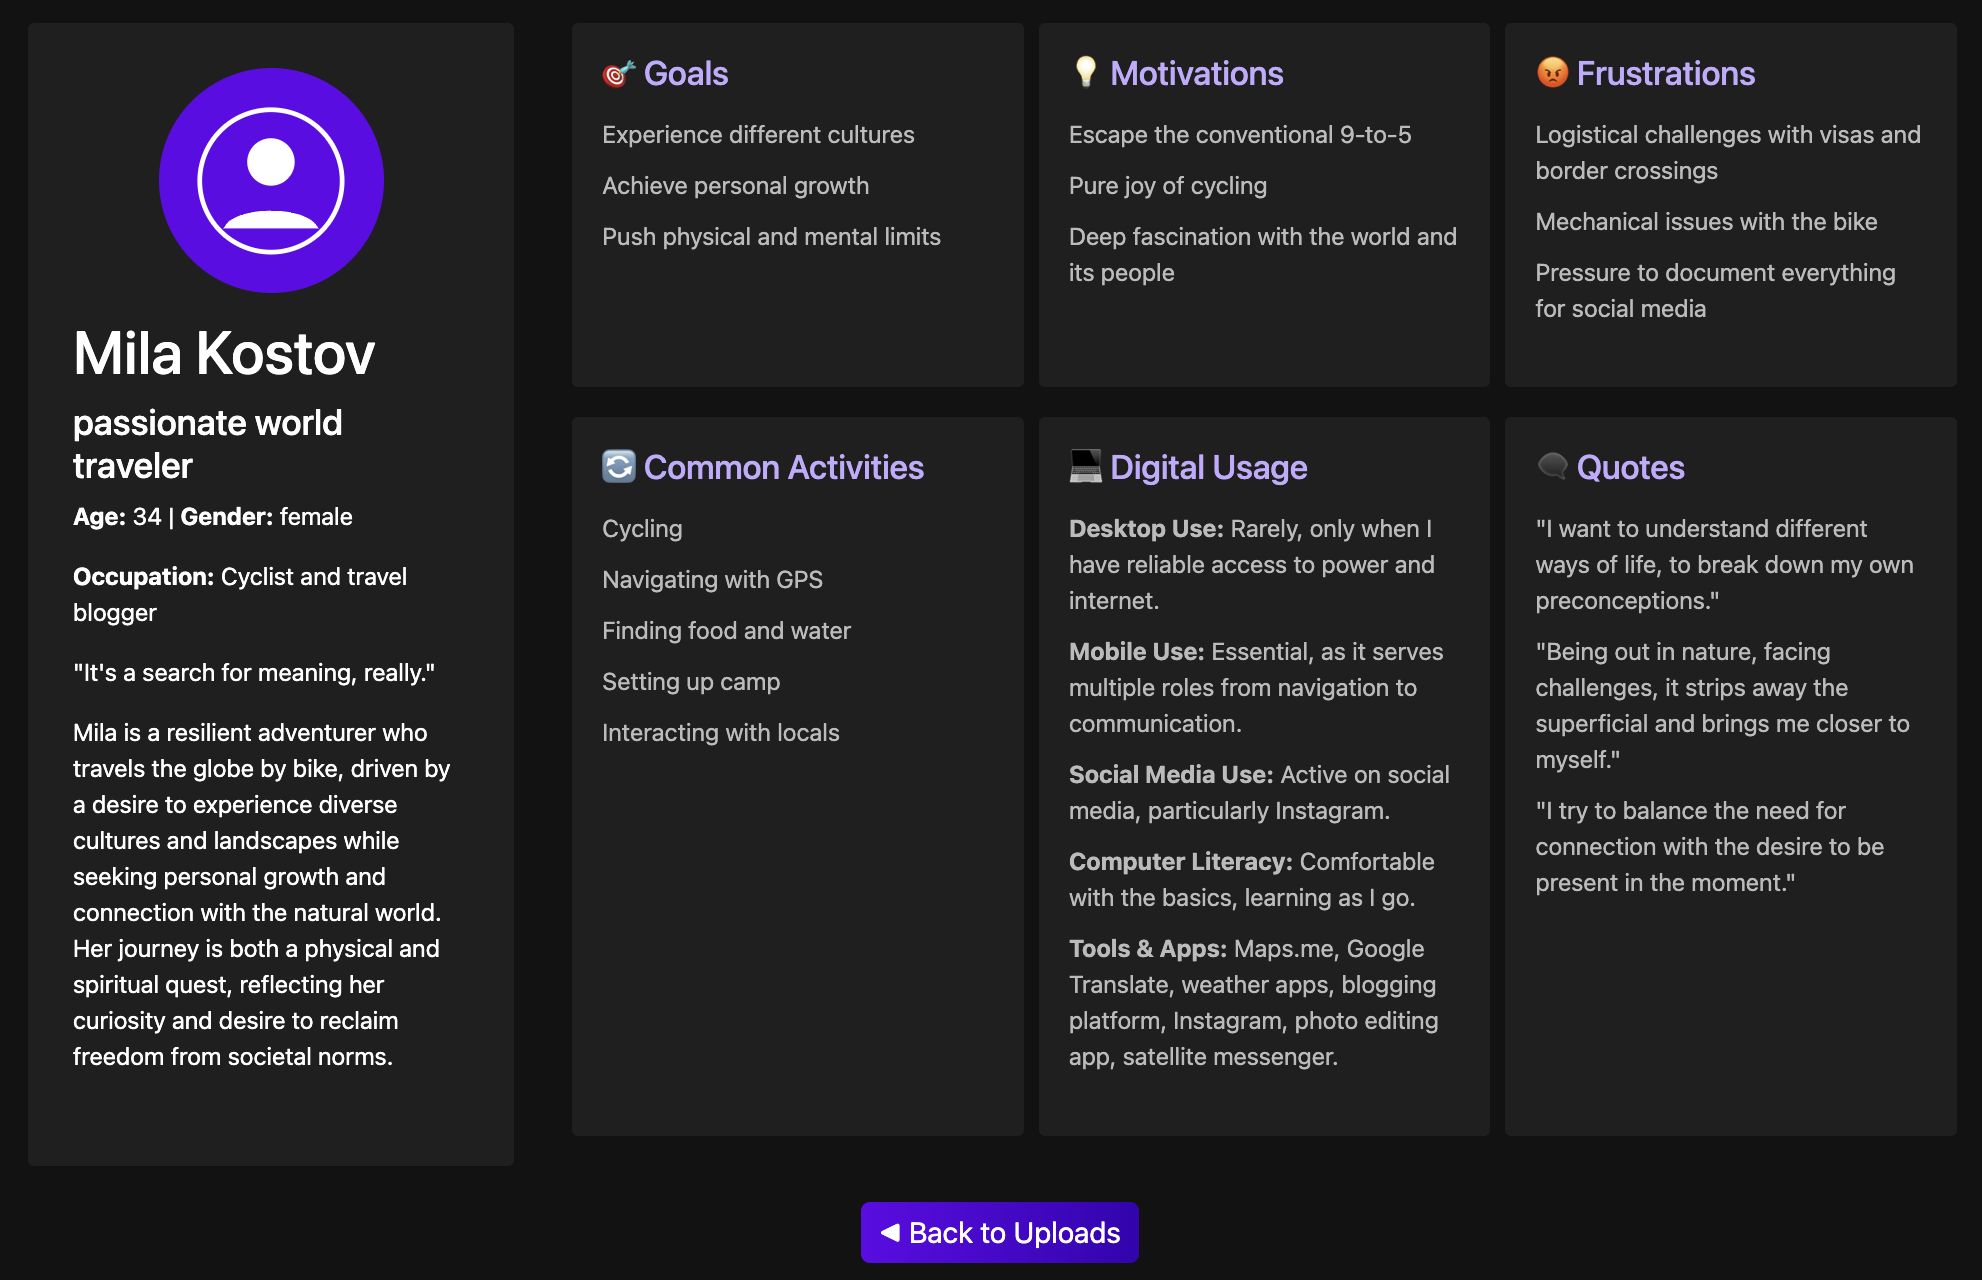 Mila Kostov
passionate world
traveler
Age: 34 | Gender: female
Occupation: Cyclist and travel
blogger
"It's a search for meaning, really."
Mila is a resilient adventurer who
travels the globe by bike, driven by
a desire to experience diverse
cultures and landscapes while
seeking personal growth and
connection with the natural world.
Her journey is both a physical and
spiritual quest, reflecting her
curiosity and desire to reclaim
freedom from societal norms.
Goals
Experience different cultures
Achieve personal growth
Push physical and mental limits
Motivations
Escape the conventional 9-to-5
Pure joy of cycling
Deep fascination with the world and
its people
Frustrations
Logistical challenges with visas and
border crossings
Mechanical issues with the bike
Pressure to document everything
for social media
Common Activities
Cycling
Navigating with GPS
Finding food and water
Setting up camp
Interacting with locals
Digital Usage
Desktop Use: Rarely, only when I
have reliable access to power and
internet.
Mobile Use: Essential, as it serves
multiple roles from navigation to
communication.
Social Media Use: Active on social
media, particularly Instagram.
Computer Literacy: Comfortable
with the basics, learning as I go.
Tools & Apps: Maps.me, Google
Translate, weather apps, blogging
platform, Instagram, photo editing
app, satellite messenger.
Quotes
"I want to understand different
ways of life, to break down my own
preconceptions."
"Being out in nature, facing
challenges, it strips away the
superficial and brings me closer to
myself."
"I try to balance the need for
connection with the desire to be
present in the moment."
Back to Uploads